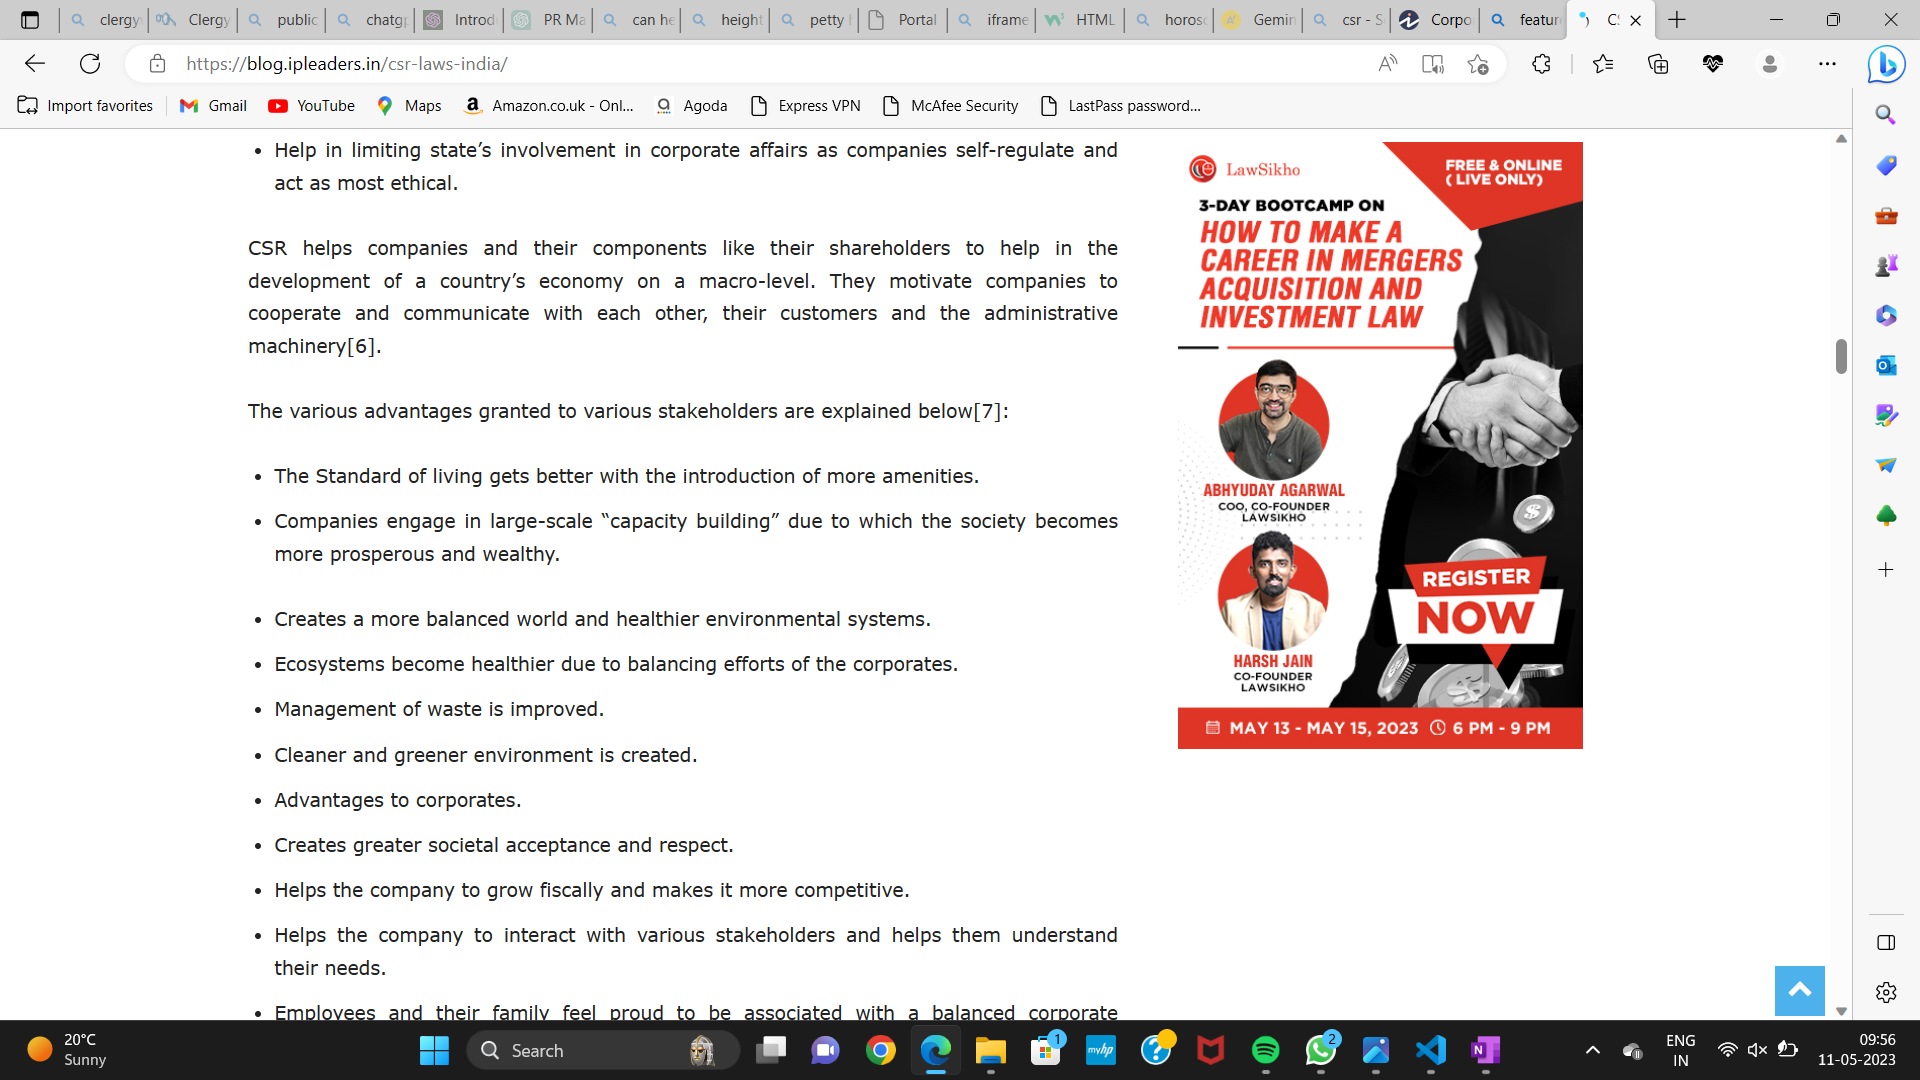 clergy
Clergy
public
chatg
Introd
PR Ma
can he
height
petty
Portal
iframe
HTML
horosc
Gemin
csr - S
Corpo
featur
https://blog.ipleaders.in/csr-laws-india/
Import favorites
Gmail
YouTube
Maps
Amazon.co.uk - Onl...
Agoda
Express VPN
McAfee Security
LastPass password...
• Help in limiting state’s involvement in corporate affairs as companies self-regulate and
act as most ethical.
CSR helps companies and their components like their shareholders to help in the
development of a country’s economy on a macro-level. They motivate companies to
cooperate and communicate with each other, their customers and the administrative
machinery[6].
The various advantages granted to various stakeholders are explained below[7]:
• The Standard of living gets better with the introduction of more amenities.
• Companies engage in large-scale “capacity building” due to which the society becomes
more prosperous and wealthy.
• Creates a more balanced world and healthier environmental systems.
• Ecosystems become healthier due to balancing efforts of the corporates.
• Management of waste is improved.
• Cleaner and greener environment is created.
• Advantages to corporates.
• Creates greater societal acceptance and respect.
• Helps the company to grow fiscally and makes it more competitive.
• Helps the company to interact with various stakeholders and helps them understand
their needs.
• Employees and their family feel proud to be associated with a balanced corporate
LawSikho
FREE & ONLINE
( LIVE ONLY)
3-DAY BOOTCAMP ON
HOW TO MAKE A
CAREER IN MERGERS
ACQUISITION AND
INVESTMENT LAW
ABHYUDAY AGARWAL
COO, CO-FOUNDER
LAWSIKHO
HARSH JAIN
CO-FOUNDER
LAWSIKHO
REGISTER
NOW
MAY 13 - MAY 15, 2023 6 PM - 9 PM
20°C
Sunny
Search
1
myhp
2
ENG
IN
09:56
11-05-2023